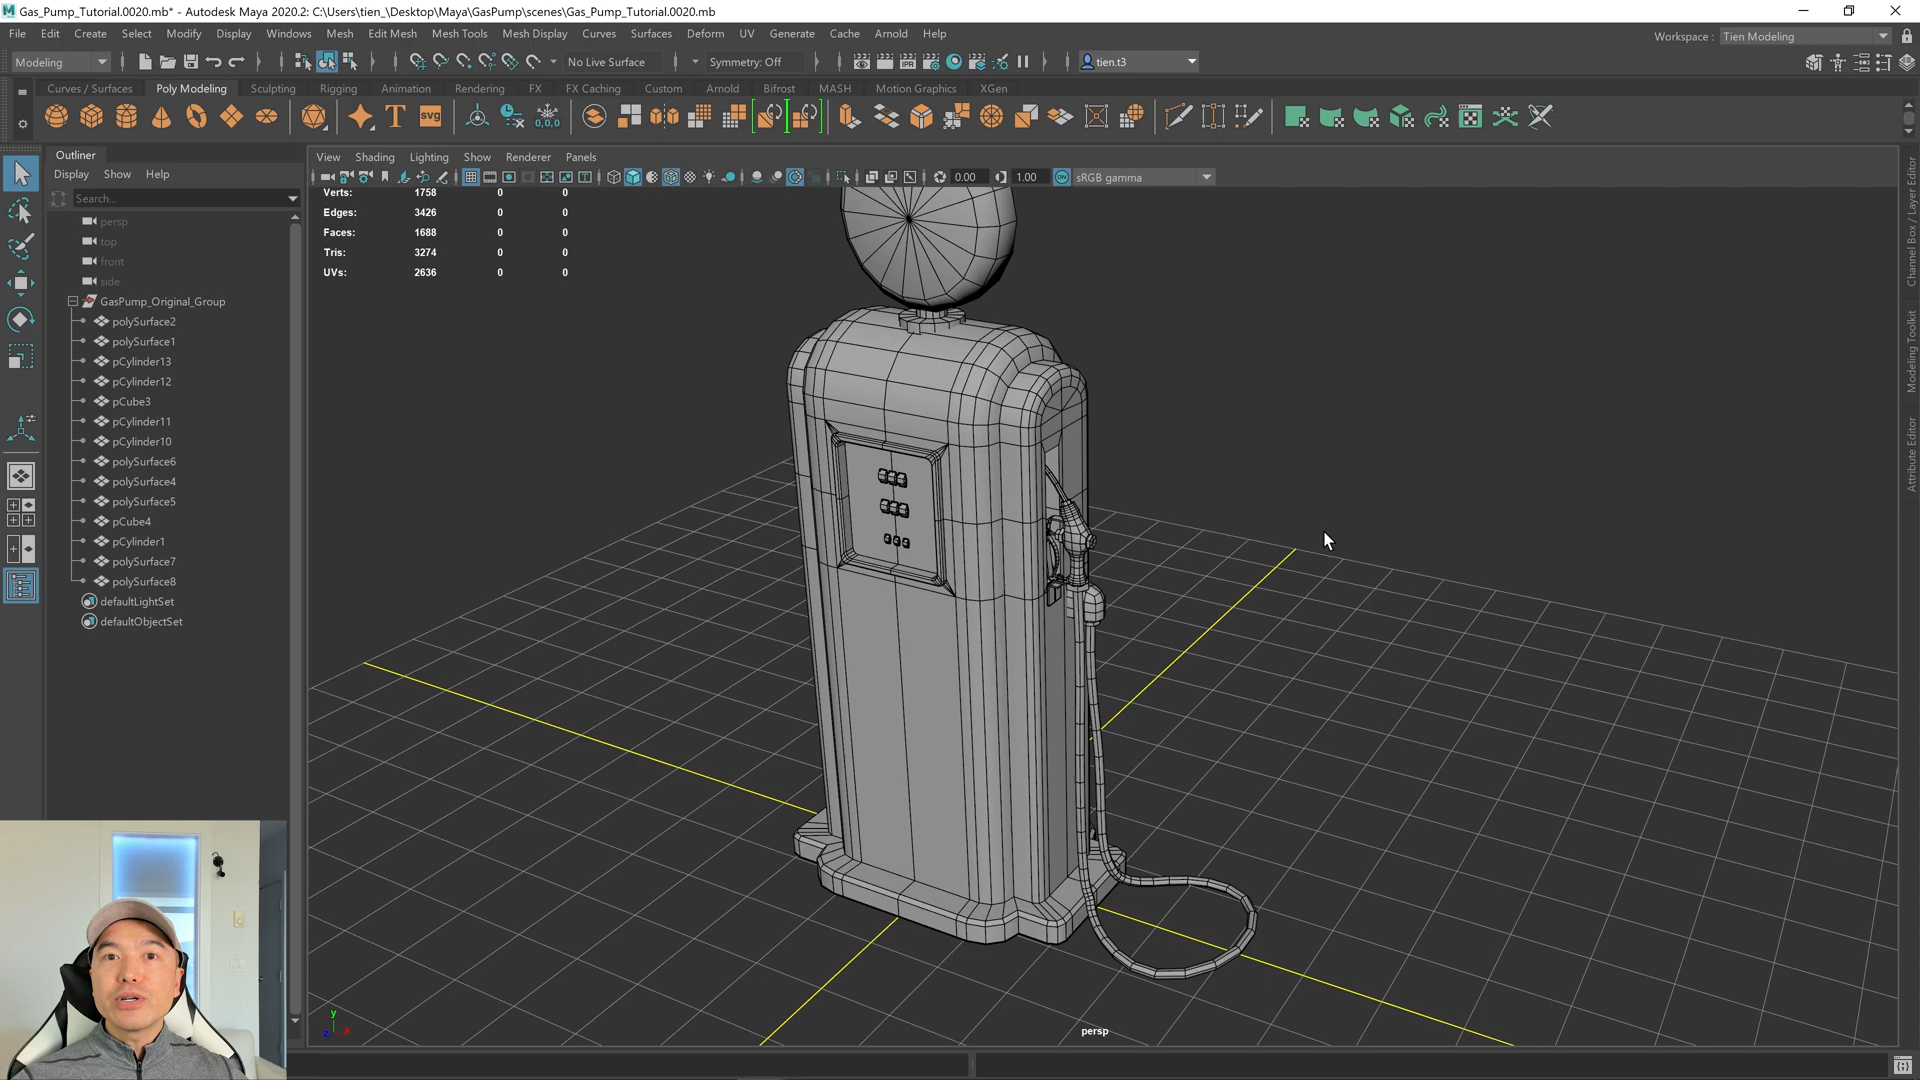 Gas_Pump_Tutorial.0020.mb* - Autodesk Maya 2020.2: C:\Users\tien_\Desktop\Maya\GasPump\scenes\Gas_Pump_Tutorial.0020.mb
File Edit Create Select Modify Display Windows Mesh Edit Mesh Mesh Tools Mesh Display Curves Surfaces Deform UV Generate Cache Arnold Help
Workspace : Tien Modeling
Modeling
No Live Surface
Symmetry: Off
tien.t3
Curves / Surfaces Poly Modeling Sculpting Rigging Animation Rendering FX FX Caching Custom Arnold Bifrost MASH Motion Graphics XGen
T
svg
0,0,0
Outliner
Display Show Help
Search...
persp
top
front
side
GasPump_Original_Group
polySurface2
polySurface1
pCylinder13
pCylinder12
pCube3
pCylinder11
pCylinder10
polySurface6
polySurface4
polySurface5
pCube4
pCylinder1
polySurface7
polySurface8
defaultLightSet
defaultObjectSet
View Shading Lighting Show Renderer Panels
0.00
1.00
sRGB gamma
Verts: 1758 0 0
Edges: 3426 0 0
Faces: 1688 0 0
Tris: 3274 0 0
UVs: 2636 0 0
persp
y
x
z
Channel Box / Layer Editor
Modeling Toolkit
Attribute Editor